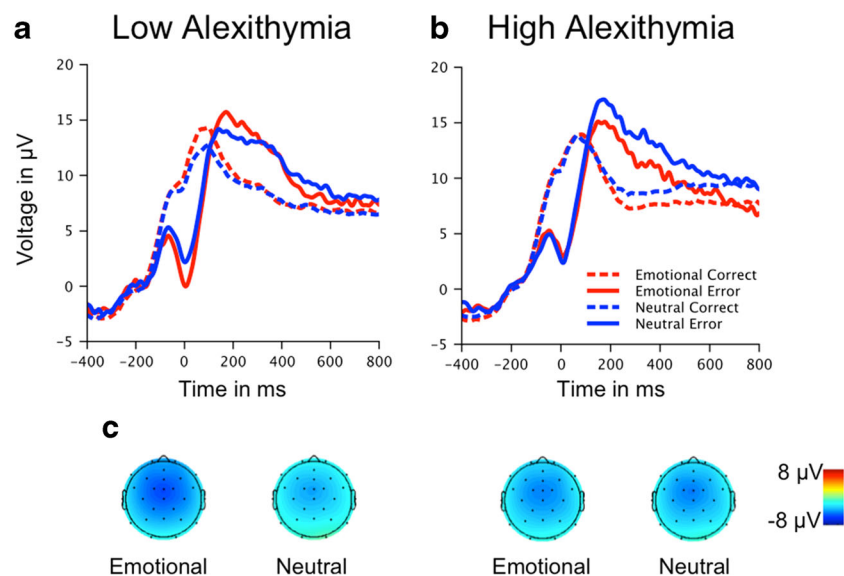 a Low Alexithymia
b High Alexithymia
Voltage in µV
20
15
10
5
0
-5
-400 -200 0 200 400 600 800
Time in ms
20
15
10
5
0
-5
-400 -200 0 200 400 600 800
Time in ms
Emotional Correct
Emotional Error
Neutral Correct
Neutral Error
c
Emotional Neutral
Emotional Neutral
8 µV
-8 µV